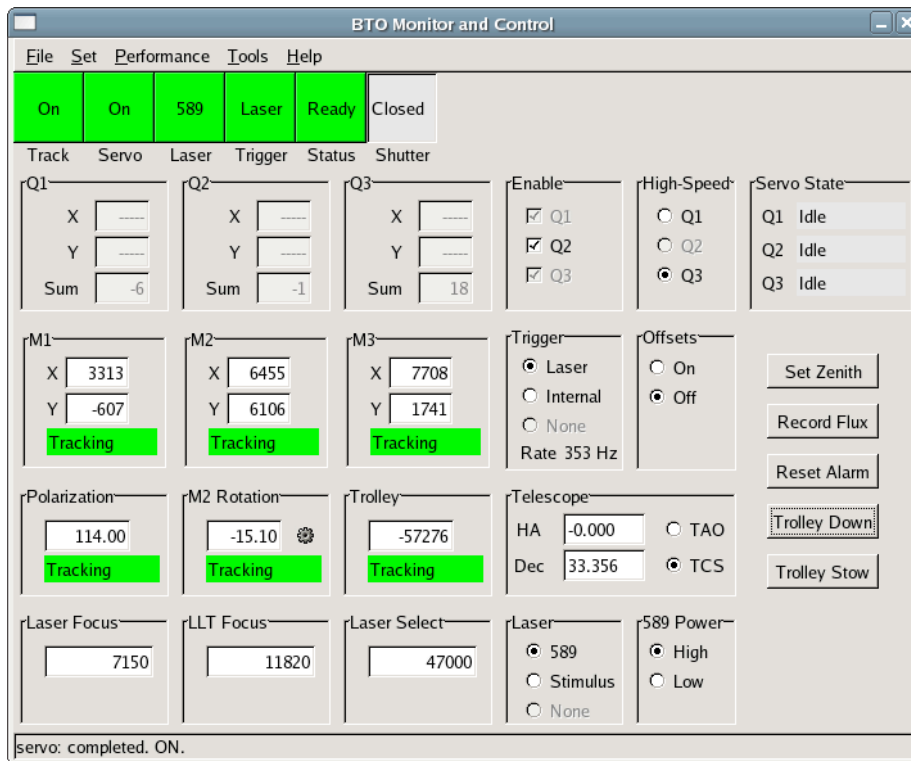 BTO Monitor and Control
File Set Performance Tools Help
On On 589 Laser Ready Closed
Track Servo Laser Trigger Status Shutter
Q1 Q2 Q3 Enable High-Speed Servo State
X ----- X ----- X ----- Q1 Q1 Q1 Idle
Y ----- Y ----- Y ----- Q2 Q2 Q2 Idle
Sum -6 Sum -1 Sum 18 Q3 Q3 Q3 Idle
M1 M2 M3 Trigger Offsets
X 3313 X 6455 X 7708 Laser On Set Zenith
Y -607 Y 6106 Y 1741 Internal Off Record Flux
Tracking Tracking Tracking None
Rate 353 Hz
Reset Alarm
Polarization M2 Rotation Trolley Telescope
114.00 -15.10 -57276 HA -0.000 TAO Trolley Down
Tracking Tracking Tracking Dec 33.356 TCS Trolley Stow
Laser Focus LLT Focus Laser Select Laser 589 Power
7150 11820 47000 589 High
Stimulus Low
None
servo: completed. ON.